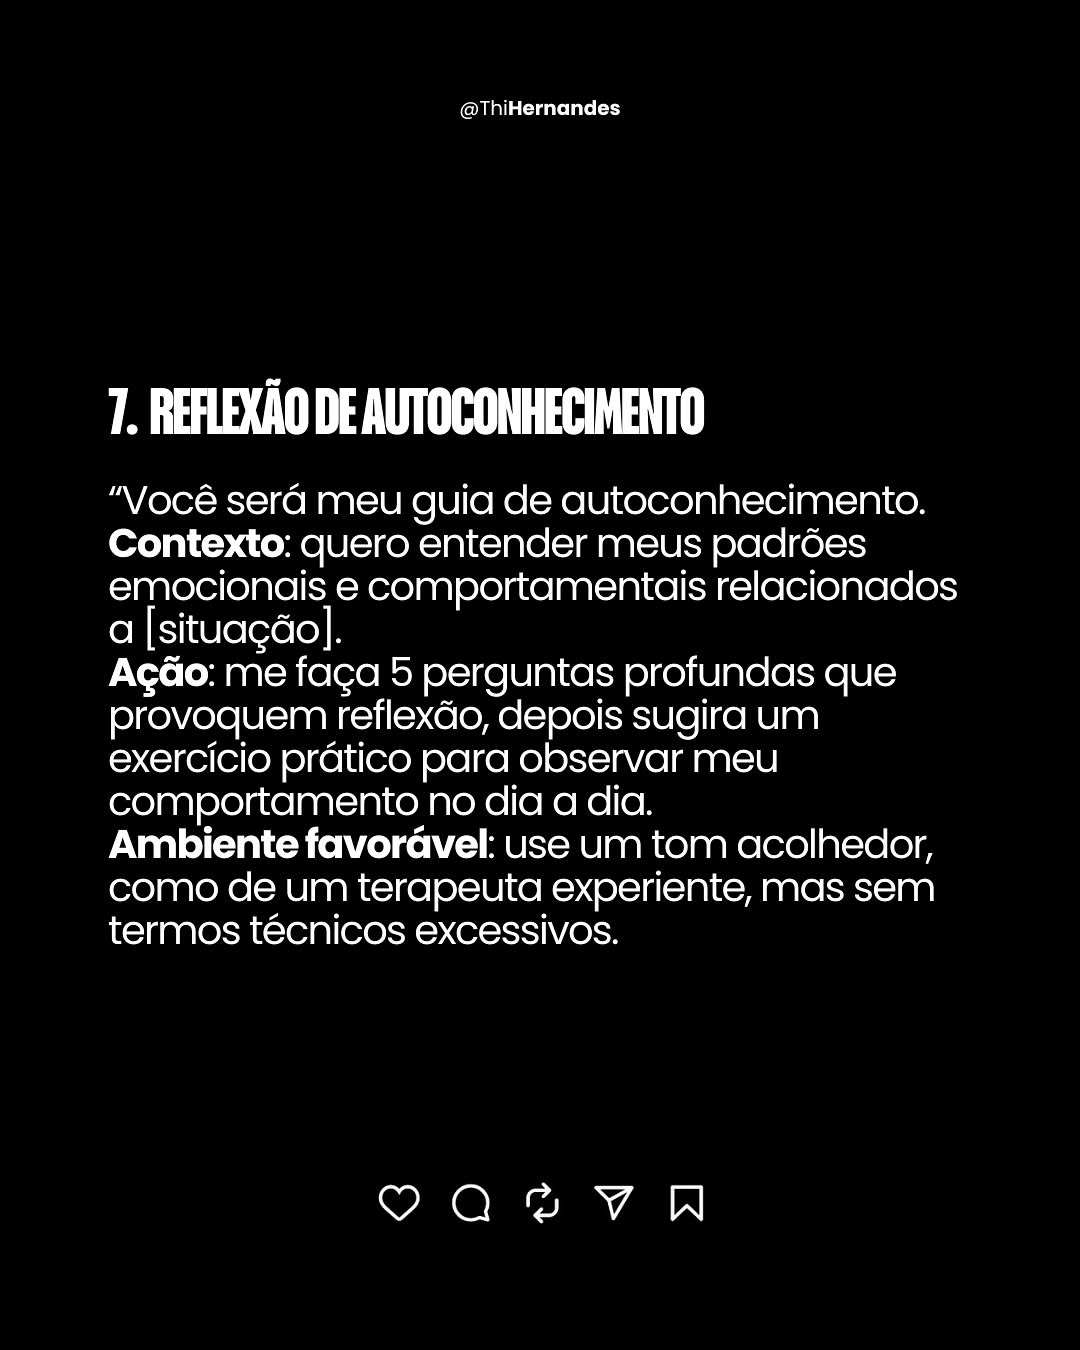 @ThiHernandes
7. REFLEXÃO DE AUTOCONHECIMENTO
“Você será meu guia de autoconhecimento.
Contexto: quero entender meus padrões
emocionais e comportamentais relacionados
a [situação].
Ação: me faça 5 perguntas profundas que
provoquem reflexão, depois sugira um
exercício prático para observar meu
comportamento no dia a dia.
Ambiente favorável: use um tom acolhedor,
como de um terapeuta experiente, mas sem
termos técnicos excessivos.